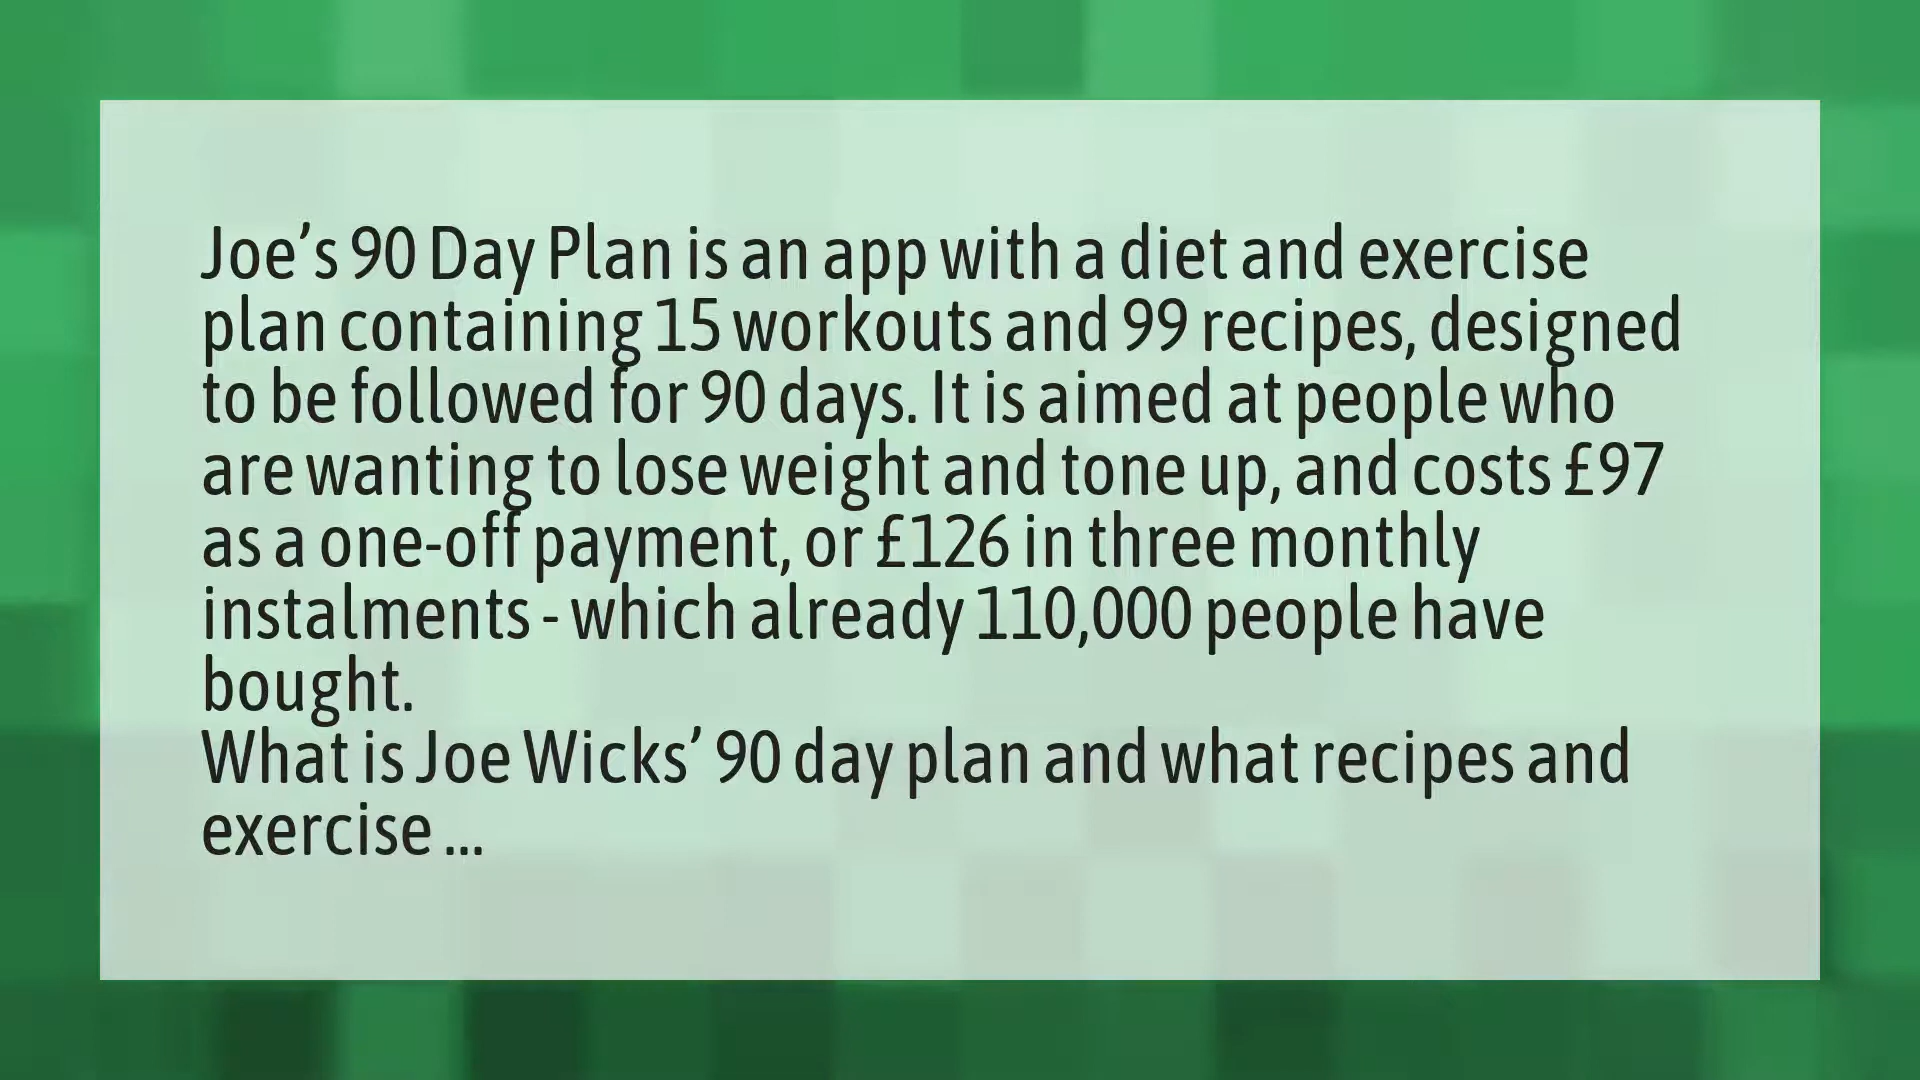 Joe’s 90 Day Plan is an app with a diet and exercise
plan containing 15 workouts and 99 recipes, designed
to be followed for 90 days. It is aimed at people who
are wanting to lose weight and tone up, and costs £97
as a one-off payment, or £126 in three monthly
instalments - which already 110,000 people have
bought.
What is Joe Wicks’ 90 day plan and what recipes and
exercise ...